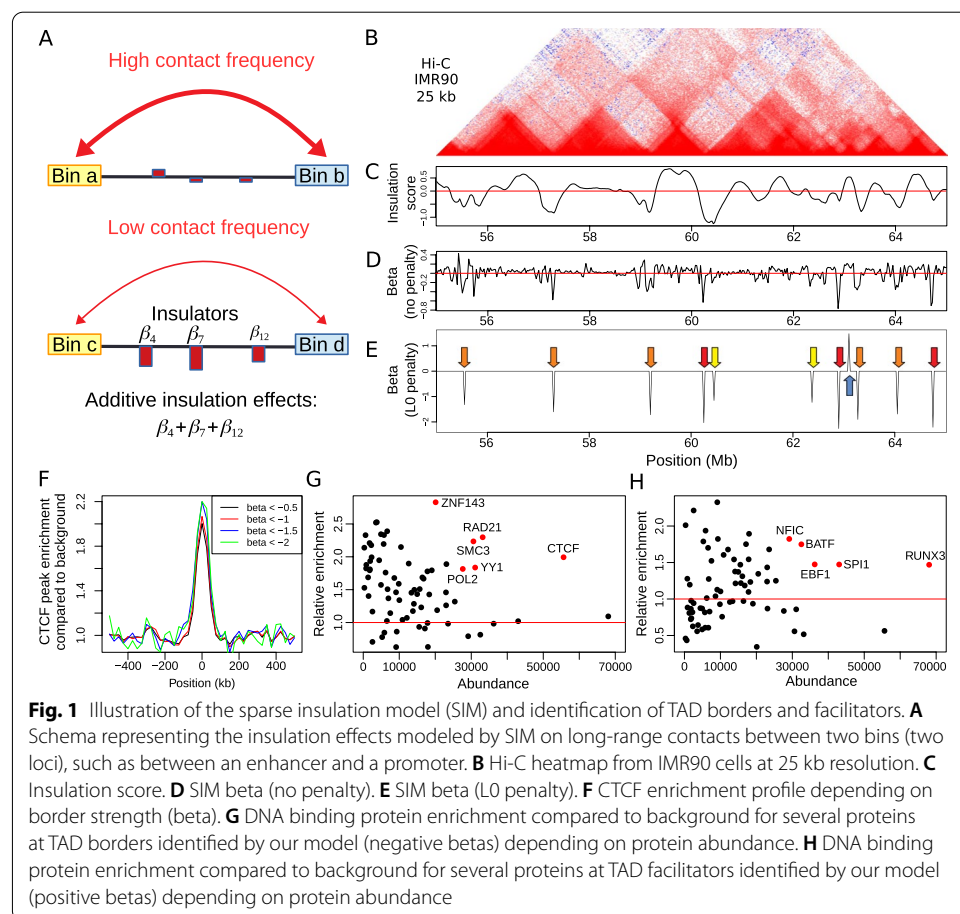 A
High contact frequency
Bin a
Bin b
Low contact frequency
Insulators
β4
β7
β12
Bin c
Bin d
Additive insulation effects:
β4+β7+β12
B
Hi-C
IMR90
25 kb
C
Insulation
score
0.5
0.0
−1.0
56
58
60
62
64
D
Beta
(no penalty)
0.4
−0.2
−0.8
56
58
60
62
64
E
Beta
(L0 penalty)
1
0
−1
−2
56
58
60
62
64
Position (Mb)
F
CTCF peak enrichment
compared to background
2.2
1.8
1.4
1.0
beta < −0.5
beta < −1
beta < −1.5
beta < −2
−400
−200
0
200
400
Position (kb)
G
Relative enrichment
2.5
2.0
1.5
1.0
ZNF143
RAD21
SMC3
CTCF
YY1
POL2
0
10000
30000
50000
70000
Abundance
H
Relative enrichment
2.0
1.5
1.0
0.5
NFIC
BATF
EBF1
SPI1
RUNX3
0
10000
30000
50000
70000
Abundance
Fig. 1 Illustration of the sparse insulation model (SIM) and identification of TAD borders and facilitators. A
Schema representing the insulation effects modeled by SIM on long-range contacts between two bins (two
loci), such as between an enhancer and a promoter. B Hi-C heatmap from IMR90 cells at 25 kb resolution. C
Insulation score. D SIM beta (no penalty). E SIM beta (L0 penalty). F CTCF enrichment profile depending on
border strength (beta). G DNA binding protein enrichment compared to background for several proteins
at TAD borders identified by our model (negative betas) depending on protein abundance. H DNA binding
protein enrichment compared to background for several proteins at TAD facilitators identified by our model
(positive betas) depending on protein abundance